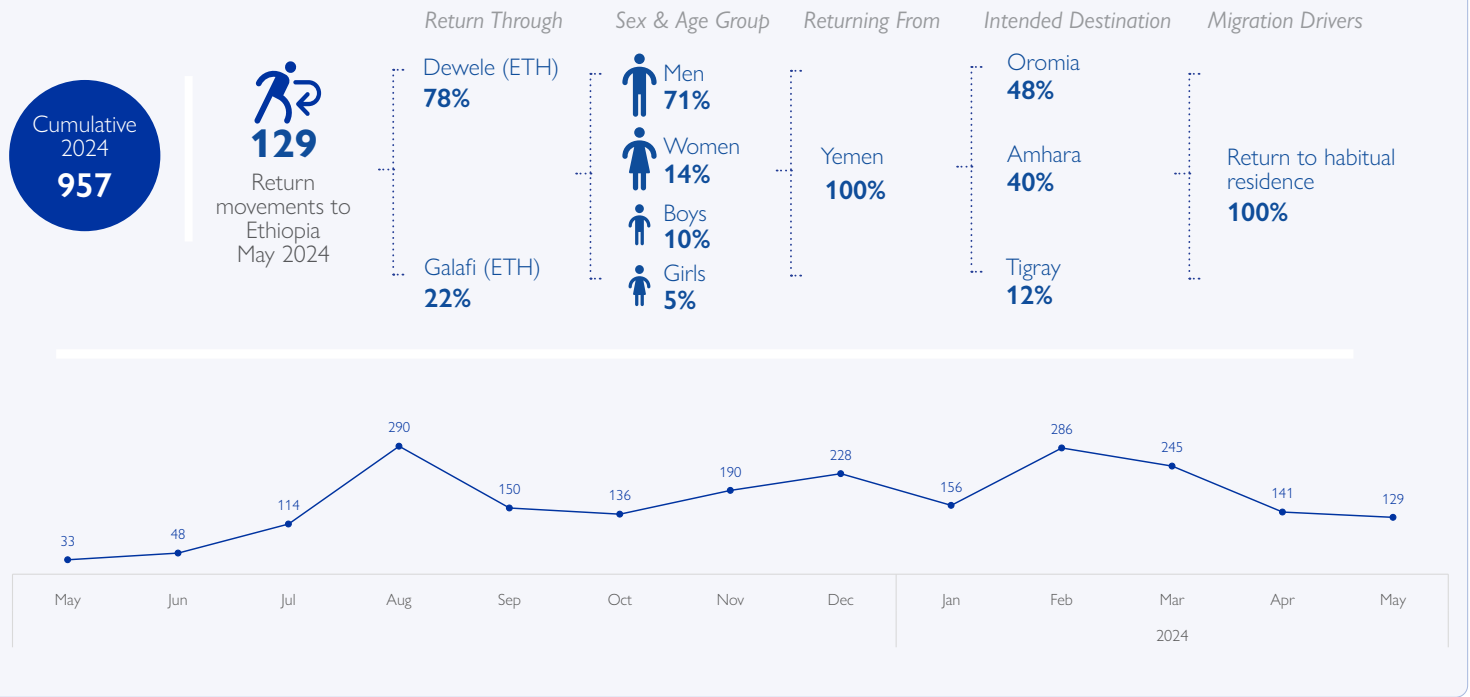 Return Through
Sex & Age Group
Returning From
Intended Destination
Migration Drivers
Cumulative
2024
957
129
Return
movements to
Ethiopia
May 2024
Dewele (ETH)
78%
Galafi (ETH)
22%
Men
71%
Women
14%
Boys
10%
Girls
5%
Yemen
100%
Oromia
48%
Amhara
40%
Tigray
12%
Return to habitual
residence
100%
33
48
114
290
150
136
190
228
156
286
245
141
129
May
Jun
Jul
Aug
Sep
Oct
Nov
Dec
Jan
Feb
Mar
Apr
May
2024